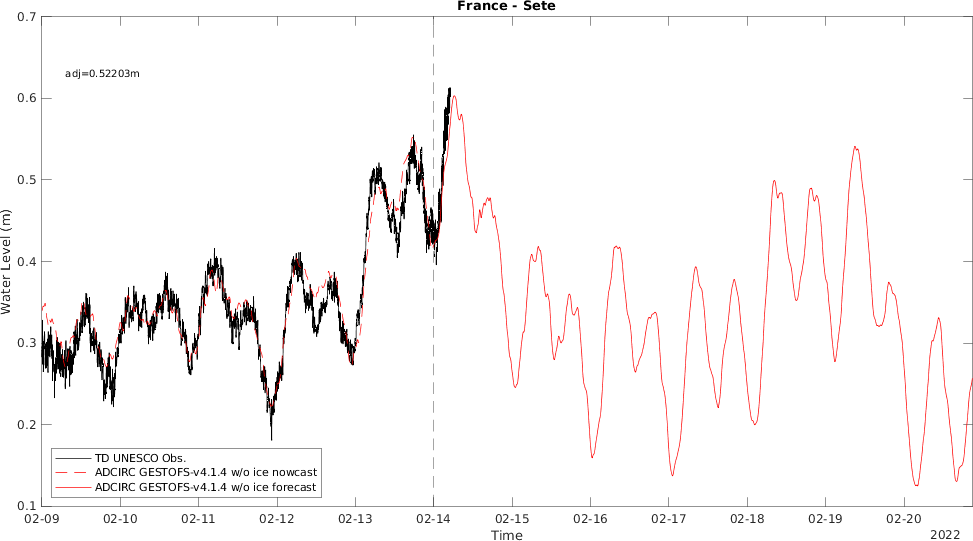 France - Sete
adj=0.52203m
Water Level (m)
0.7
0.6
0.5
0.4
0.3
0.2
0.1
TD UNESCO Obs.
ADCIRC GESTOFS-v4.1.4 w/o ice nowcast
ADCIRC GESTOFS-v4.1.4 w/o ice forecast
02-09 02-10 02-11 02-12 02-13 02-14 02-15 02-16 02-17 02-18 02-19 02-20
Time
2022